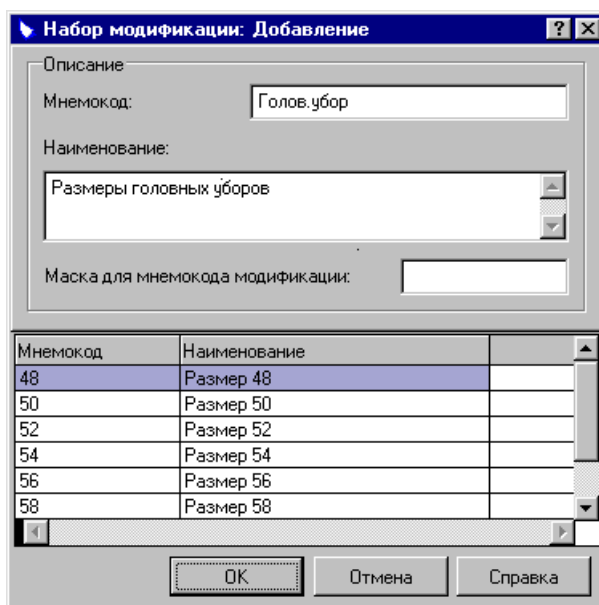 Набор модификации: Добавление
Описание
Мнемокод: Голов.убор
Наименование:
Размеры головных уборов
Маска для мнемокода модификации:
Мнемокод Наименование
48 Размер 48
50 Размер 50
52 Размер 52
54 Размер 54
56 Размер 56
58 Размер 58
OK Отмена Справка